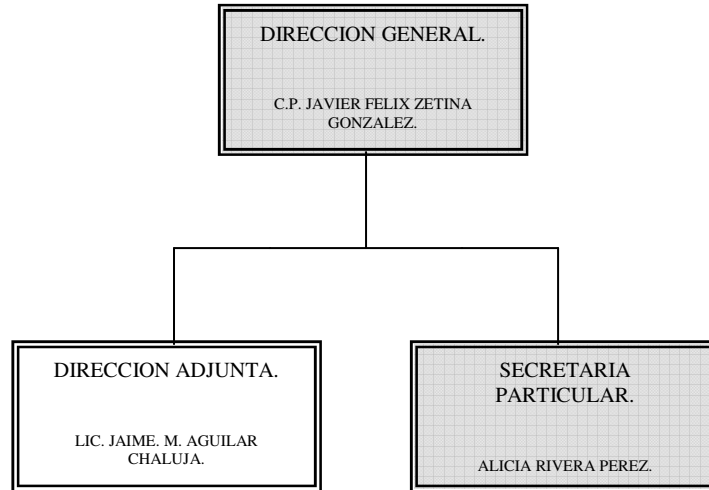 DIRECCION GENERAL.
C.P. JAVIER FELIX ZETINA
GONZALEZ.
DIRECCION ADJUNTA.
LIC. JAIME. M. AGUILAR
CHALUJA.
SECRETARIA
PARTICULAR.
ALICIA RIVERA PEREZ.